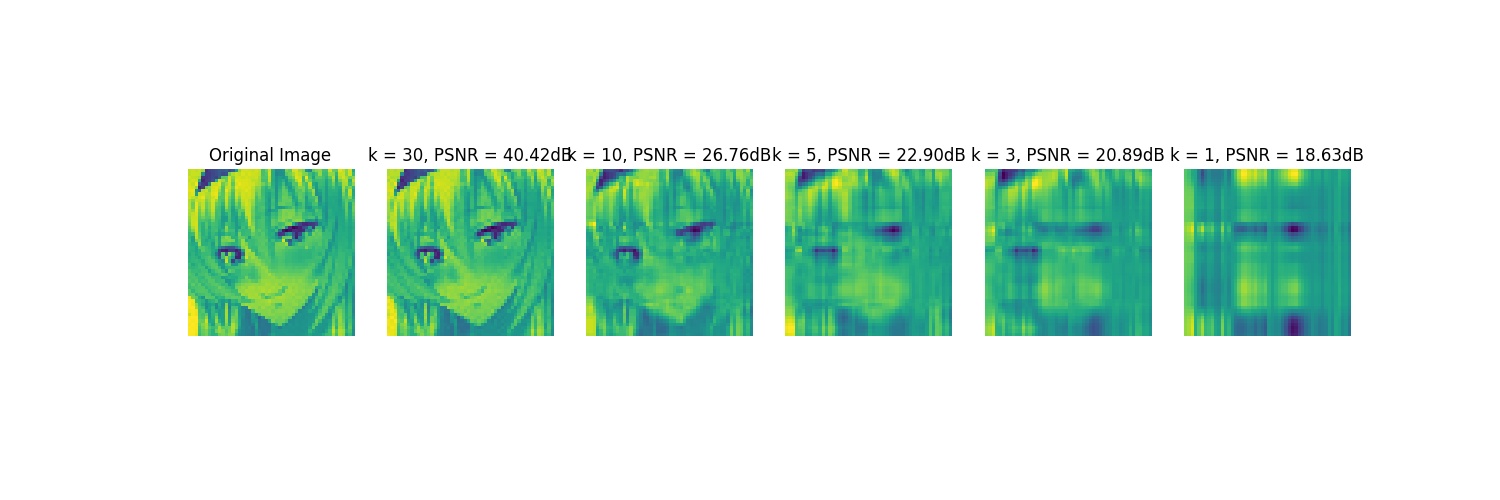 Original Image
k = 30, PSNR = 40.42dB
k = 10, PSNR = 26.76dB
k = 5, PSNR = 22.90dB
k = 3, PSNR = 20.89dB
k = 1, PSNR = 18.63dB